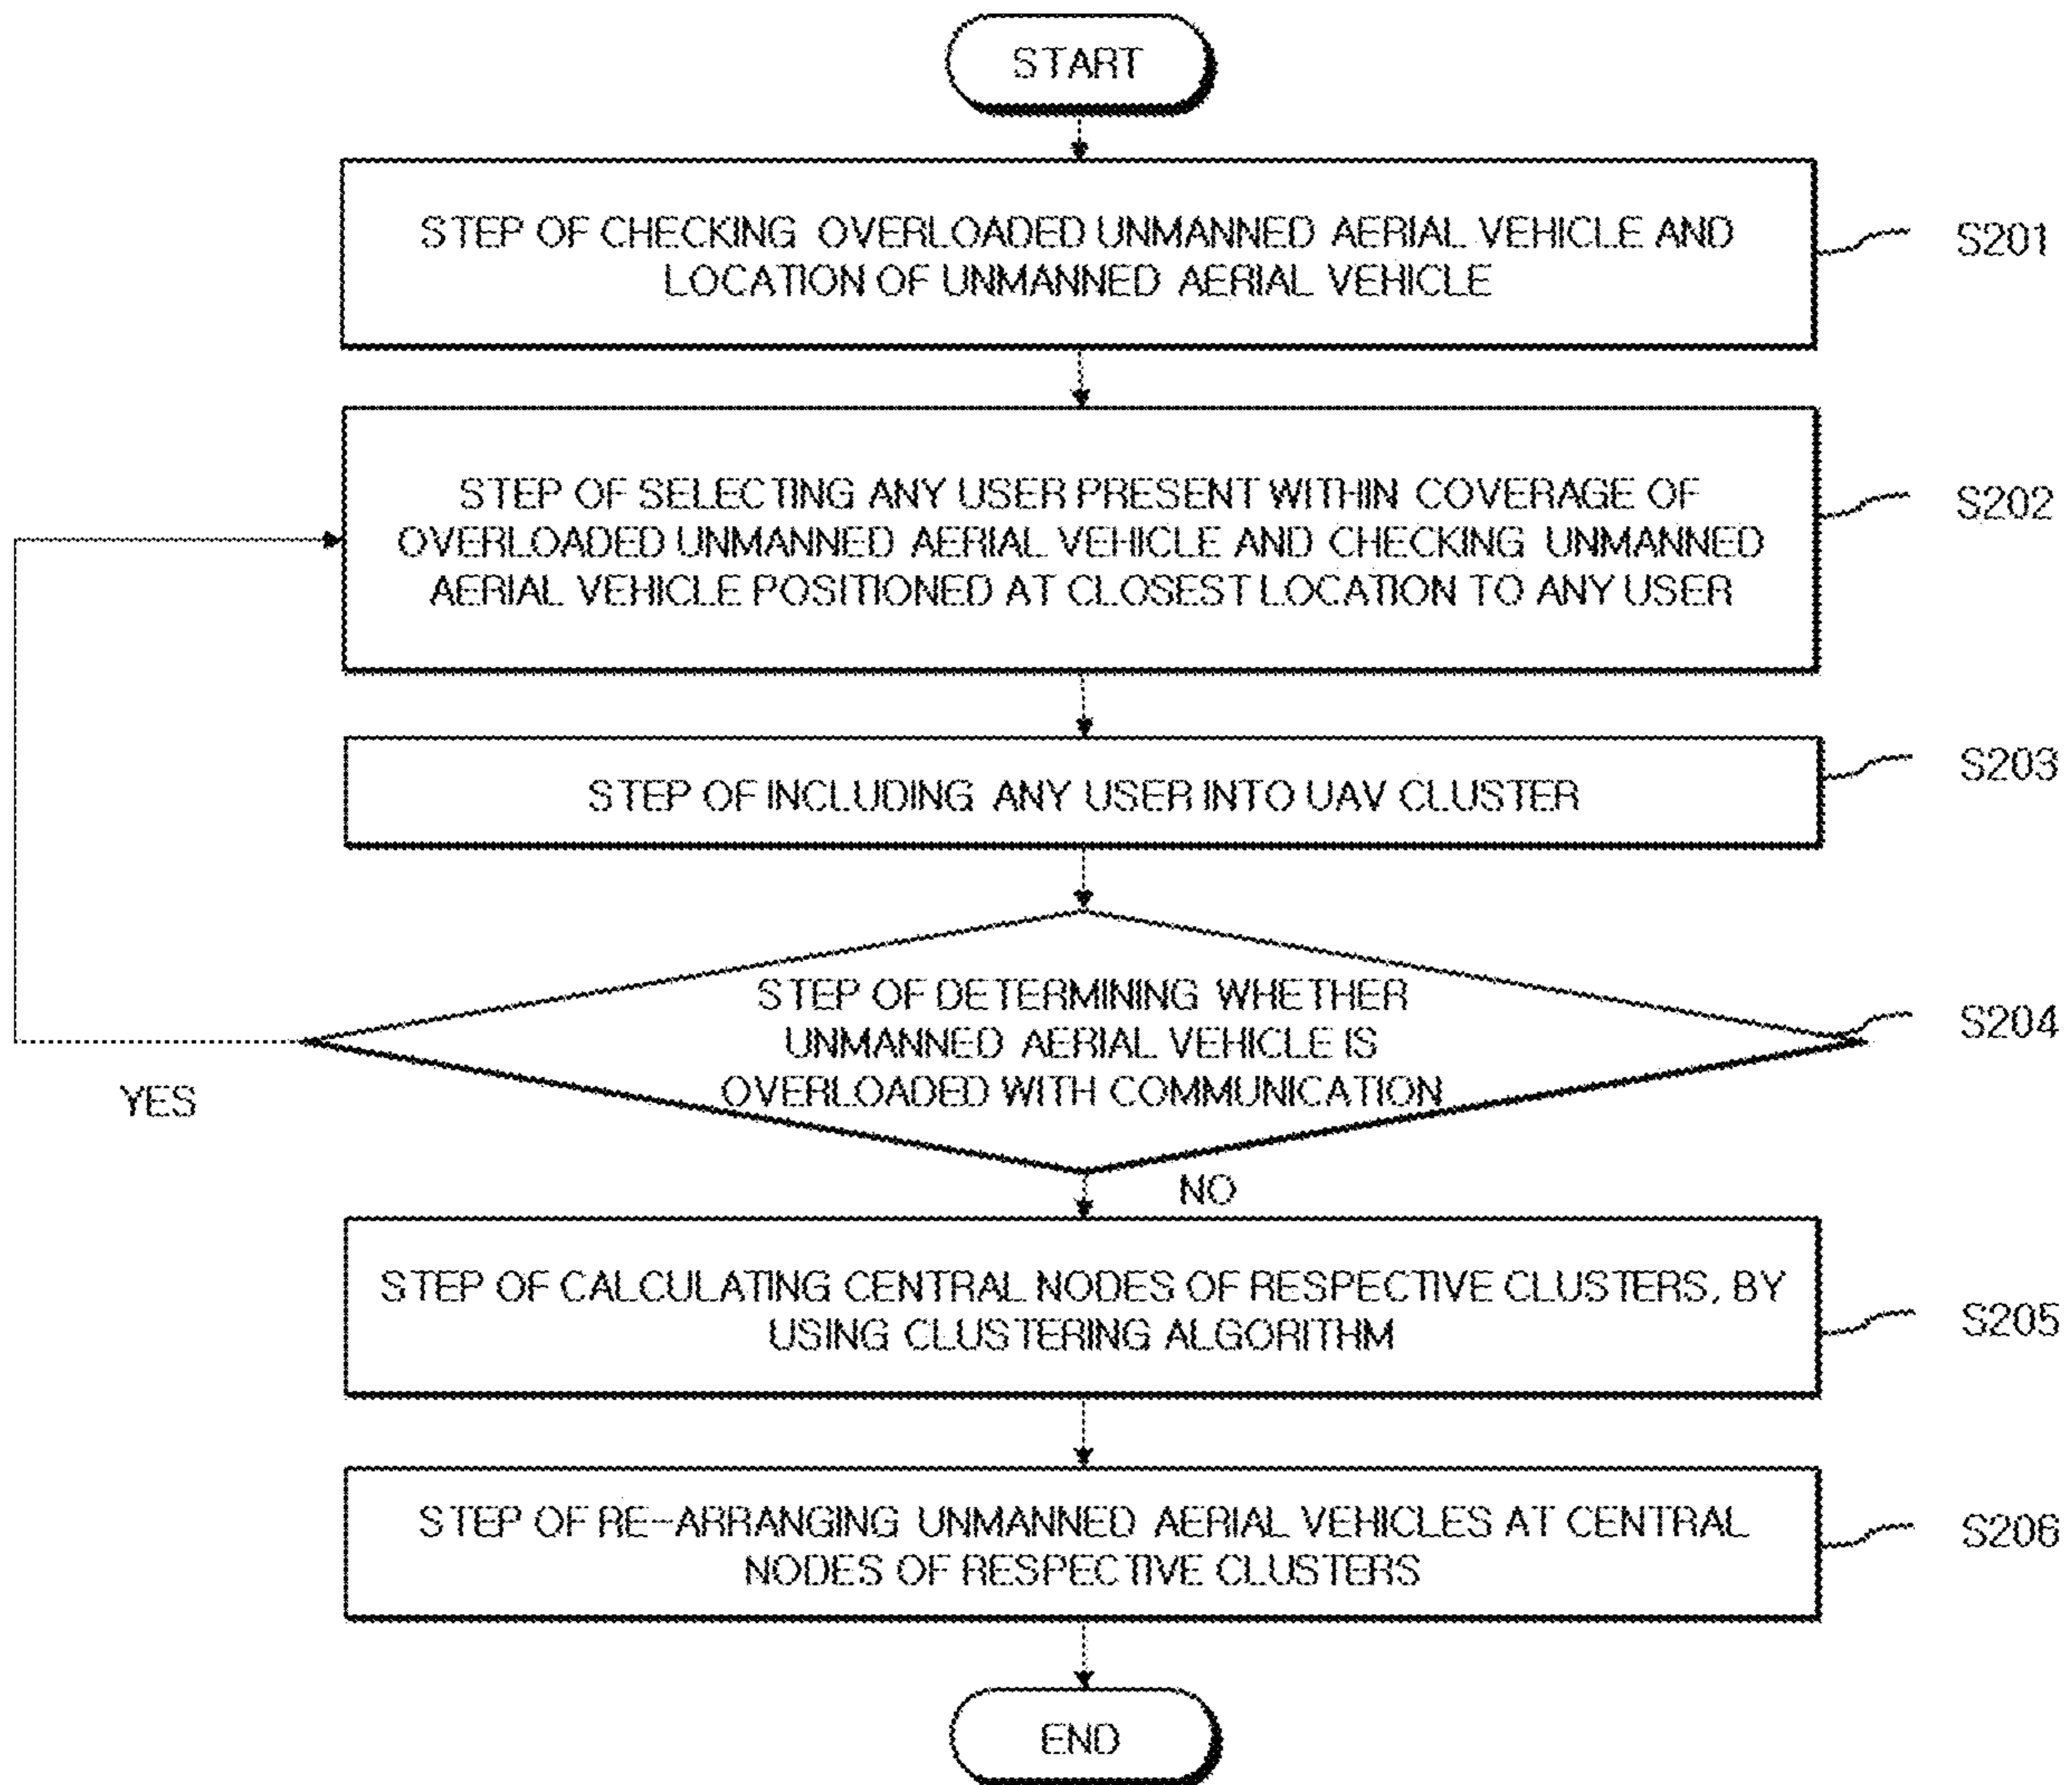 START
STEP OF CHECKING OVERLOADED UNMANNED AERIAL VEHICLE AND
LOCATION OF UNMANNED AERIAL VEHICLE
S201
STEP OF SELECTING ANY USER PRESENT WITHIN COVERAGE OF
OVERLOADED UNMANNED AERIAL VEHICLE AND CHECKING UNMANNED
AERIAL VEHICLE POSITIONED AT CLOSEST LOCATION TO ANY USER
S202
STEP OF INCLUDING ANY USER INTO UAV CLUSTER
S203
STEP OF DETERMINING WHETHER
UNMANNED AERIAL VEHICLE IS
OVERLOADED WITH COMMUNICATION
S204
YES
NO
STEP OF CALCULATING CENTRAL NODES OF RESPECTIVE CLUSTERS, BY
USING CLUSTERING ALGORITHM
S205
STEP OF RE-ARRANGING UNMANNED AERIAL VEHICLES AT CENTRAL
NODES OF RESPECTIVE CLUSTERS
S206
END